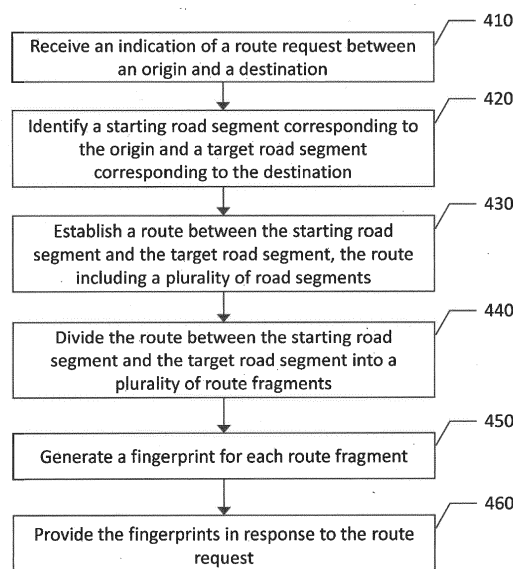 410
Receive an indication of a route request between
an origin and a destination
420
Identify a starting road segment corresponding to
the origin and a target road segment
corresponding to the destination
430
Establish a route between the starting road
segment and the target road segment, the route
including a plurality of road segments
440
Divide the route between the starting road
segment and the target road segment into a
plurality of route fragments
450
Generate a fingerprint for each route fragment
460
Provide the fingerprints in response to the route
request